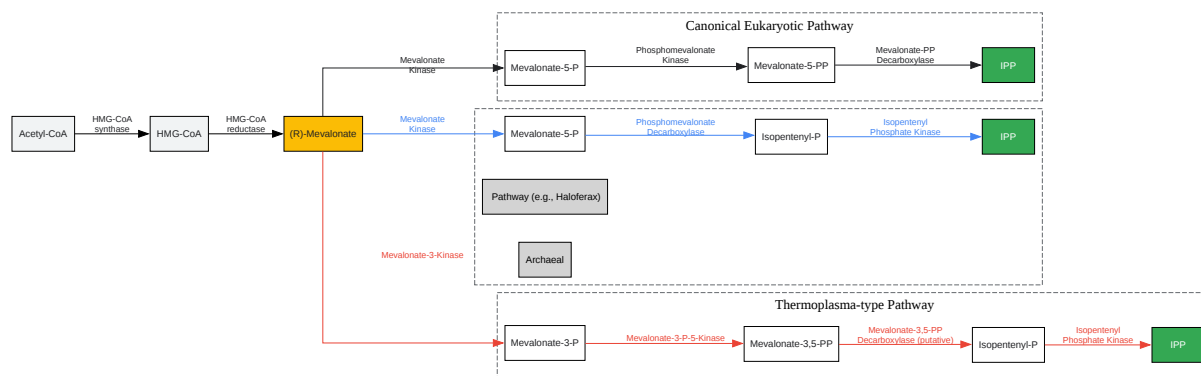 Canonical Eukaryotic Pathway
Mevalonate
Kinase
Mevalonate-5-P
Phosphomevalonate
Kinase
Mevalonate-5-PP
Mevalonate-PP
Decarboxylase
IPP
Acetyl-CoA
HMG-CoA
synthase
HMG-CoA
HMG-CoA
reductase
(R)-Mevalonate
Mevalonate
Kinase
Mevalonate-5-P
Phosphomevalonate
Decarboxylase
Isopentenyl-P
Isopentenyl
Phosphate Kinase
IPP
Pathway (e.g., Haloferax)
Mevalonate-3-Kinase
Archaeal
Thermoplasma-type Pathway
Mevalonate-3-P
Mevalonate-3-P-5-Kinase
Mevalonate-3,5-PP
Mevalonate-3,5-PP
Decarboxylase (putative)
Isopentenyl-P
Isopentenyl
Phosphate Kinase
IPP